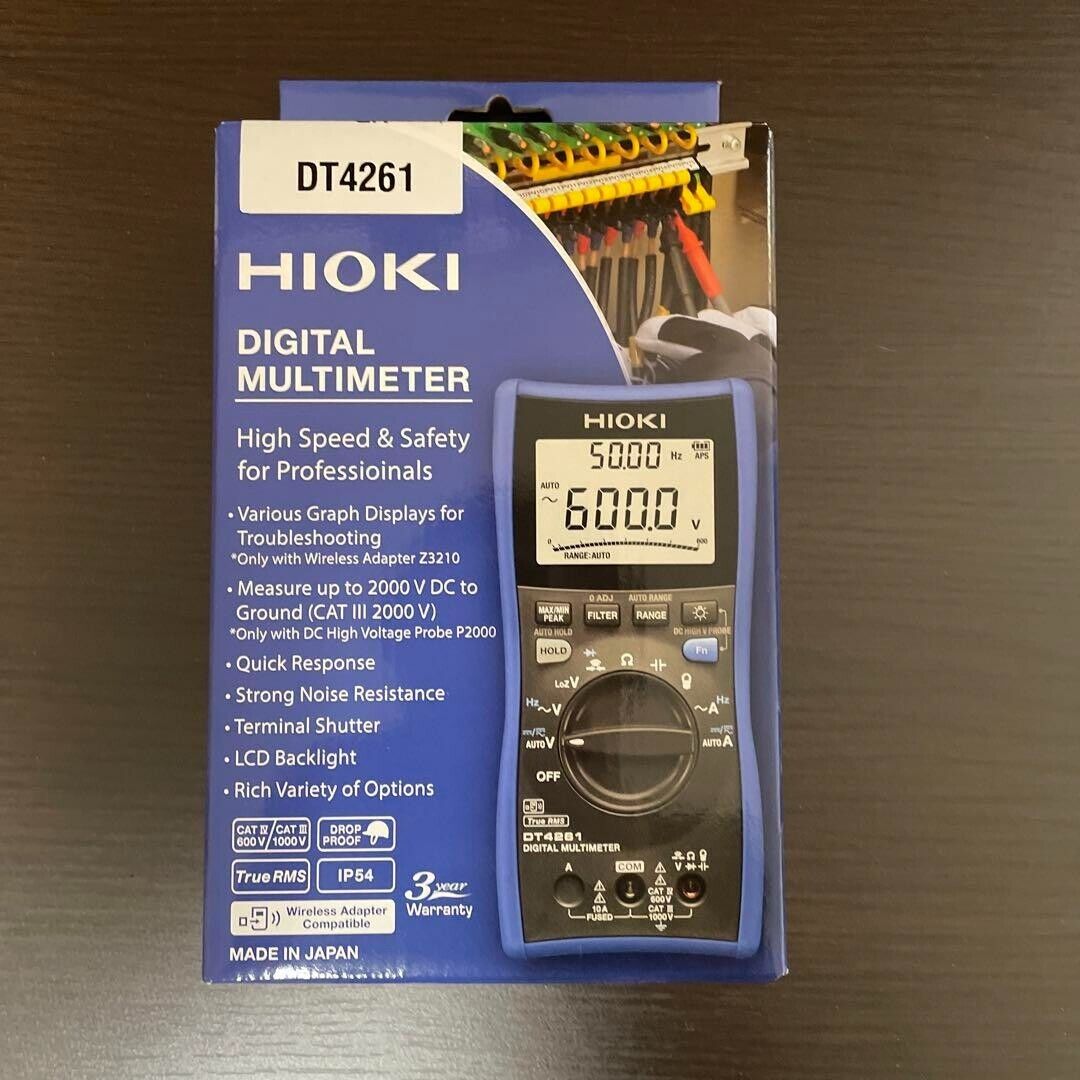 DT4261
HIOKI
DIGITAL
MULTIMETER
High Speed & Safety
for Professioinals
• Various Graph Displays for
Troubleshooting
*Only with Wireless Adapter Z3210
• Measure up to 2000 V DC to
Ground (CAT III 2000 V)
*Only with DC High Voltage Probe P2000
• Quick Response
• Strong Noise Resistance
• Terminal Shutter
• LCD Backlight
• Rich Variety of Options
CAT IV 600 V / CAT III 1000 V
DROP PROOF
True RMS
IP54
3 year
Warranty
Wireless Adapter
Compatible
MADE IN JAPAN
HIOKI
50.00 Hz APS
AUTO
~ 600.0 V
0 600
RANGE: AUTO
0 ADJ AUTO RANGE
MAX/MIN PEAK FILTER RANGE
AUTO HOLD DC HIGH V PROBE
HOLD Fn
Ω
LoZ V
Hz ~V ~A Hz
AUTO V AUTO A
OFF
True RMS
DT4261
DIGITAL MULTIMETER
A COM Ω V
10 A
FUSED
CAT IV
600 V
CAT III
1000 V